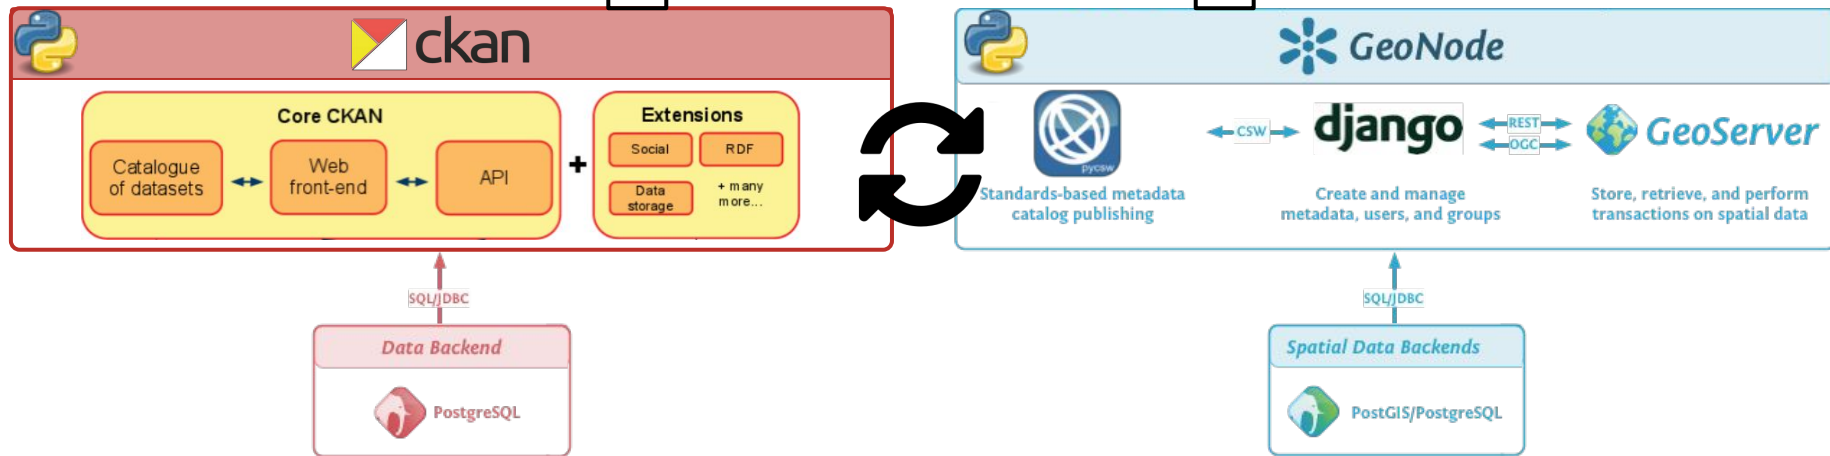 ckan
Core CKAN
Catalogue
of datasets
Web
front-end
API
+
Extensions
Social
RDF
Data
storage
+ many
more...
SQL/JDBC
Data Backend
PostgreSQL
GeoNode
pycsw
CSW
django
REST
OGC
GeoServer
Standards-based metadata
catalog publishing
Create and manage
metadata, users, and groups
Store, retrieve, and perform
transactions on spatial data
SQL/JDBC
Spatial Data Backends
PostGIS/PostgreSQL